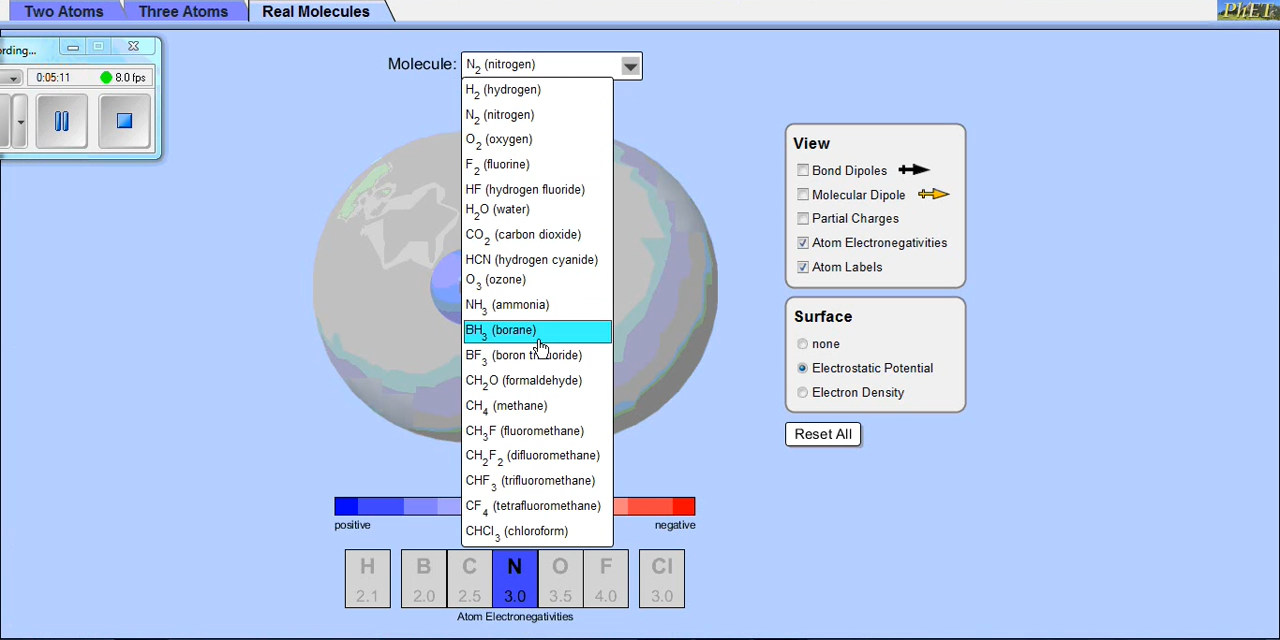 Two Atoms
Three Atoms
Real Molecules
PhET
rding...
0:05:11
8.0 fps
Molecule: N2 (nitrogen)
H2 (hydrogen)
N2 (nitrogen)
O2 (oxygen)
F2 (fluorine)
HF (hydrogen fluoride)
H2O (water)
CO2 (carbon dioxide)
HCN (hydrogen cyanide)
O3 (ozone)
NH3 (ammonia)
BH3 (borane)
BF3 (boron trifluoride)
CH2O (formaldehyde)
CH4 (methane)
CH3F (fluoromethane)
CH2F2 (difluoromethane)
CHF3 (trifluoromethane)
CF4 (tetrafluoromethane)
CHCl3 (chloroform)
View
Bond Dipoles
Molecular Dipole
Partial Charges
Atom Electronegativities
Atom Labels
Surface
none
Electrostatic Potential
Electron Density
Reset All
positive
negative
H B C N O F Cl
2.1 2.0 2.5 3.0 3.5 4.0 3.0
Atom Electronegativities